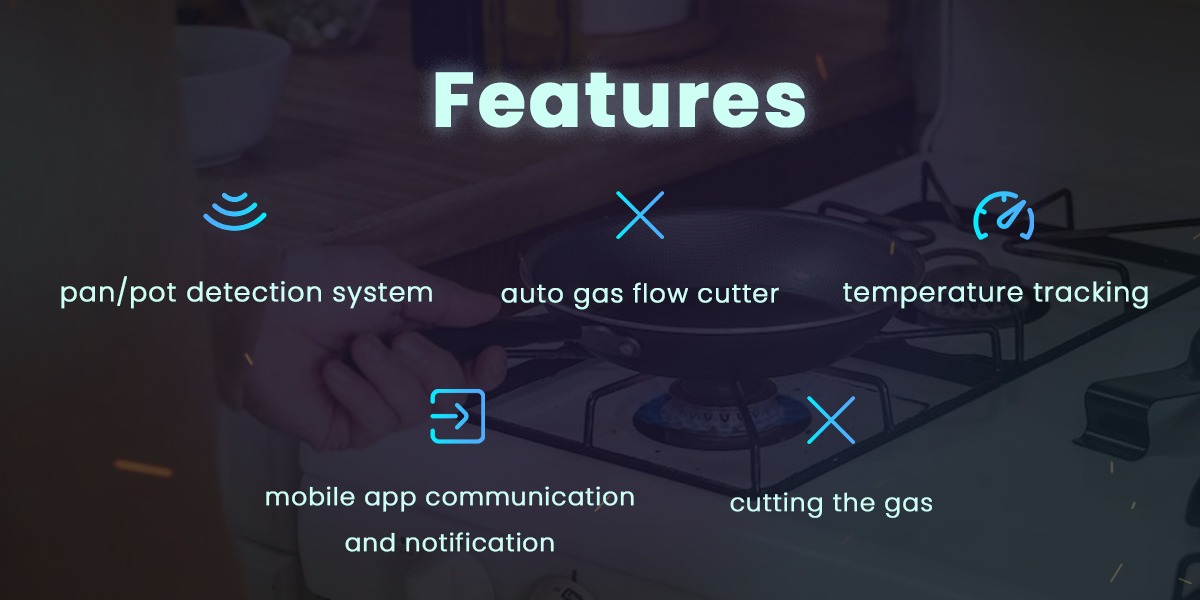 Features
pan/pot detection system
auto gas flow cutter
temperature tracking
mobile app communication
and notification
cutting the gas